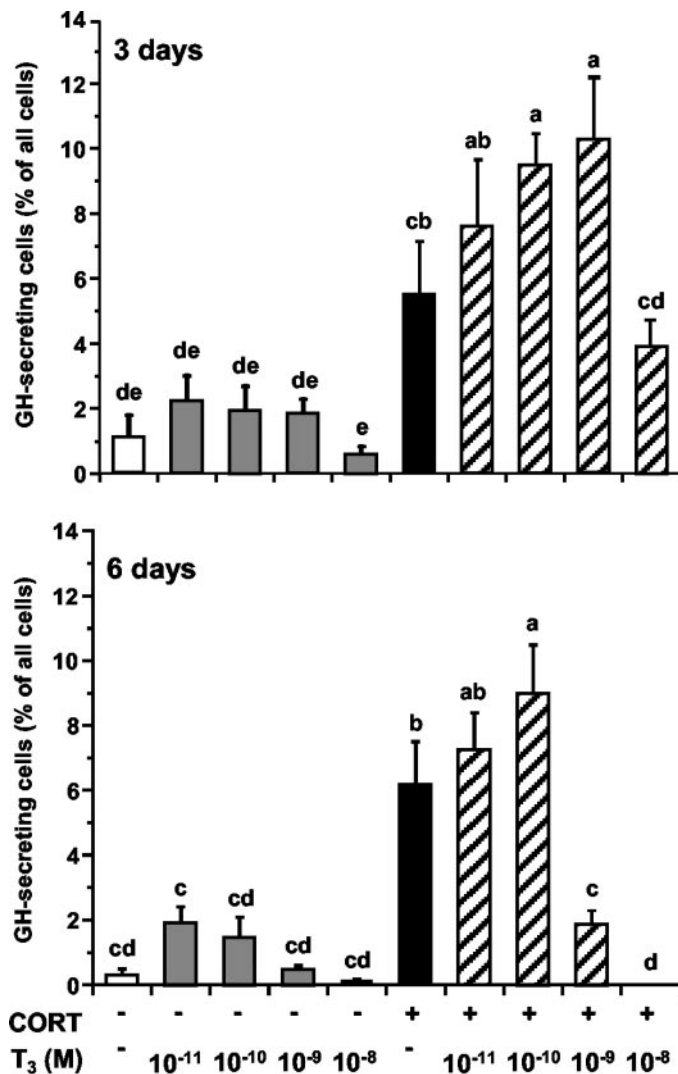 14
3 days
12
10
8
6
4
2
0
GH-secreting cells (% of all cells)
de
de
de
de
e
cb
ab
a
a
cd
14
6 days
12
10
8
6
4
2
0
GH-secreting cells (% of all cells)
cd
c
cd
cd
cd
b
ab
a
c
d
CORT - - - - - + + + + +
T₃ (M) - 10⁻¹¹ 10⁻¹⁰ 10⁻⁹ 10⁻⁸ - 10⁻¹¹ 10⁻¹⁰ 10⁻⁹ 10⁻⁸